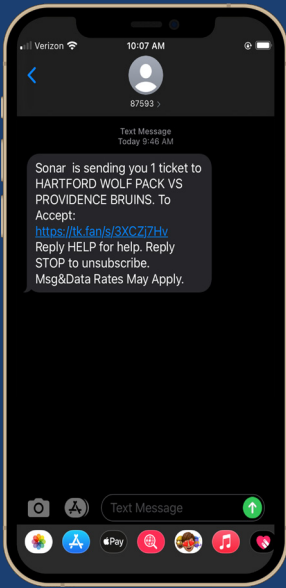 Verizon 10:07 AM
87593 >
Text Message
Today 9:46 AM
Sonar is sending you 1 ticket to
HARTFORD WOLF PACK VS
PROVIDENCE BRUINS. To
Accept:
https://tk.fan/s/3XCZj7Hv
Reply HELP for help. Reply
STOP to unsubscribe.
Msg&Data Rates May Apply.
Text Message
Pay